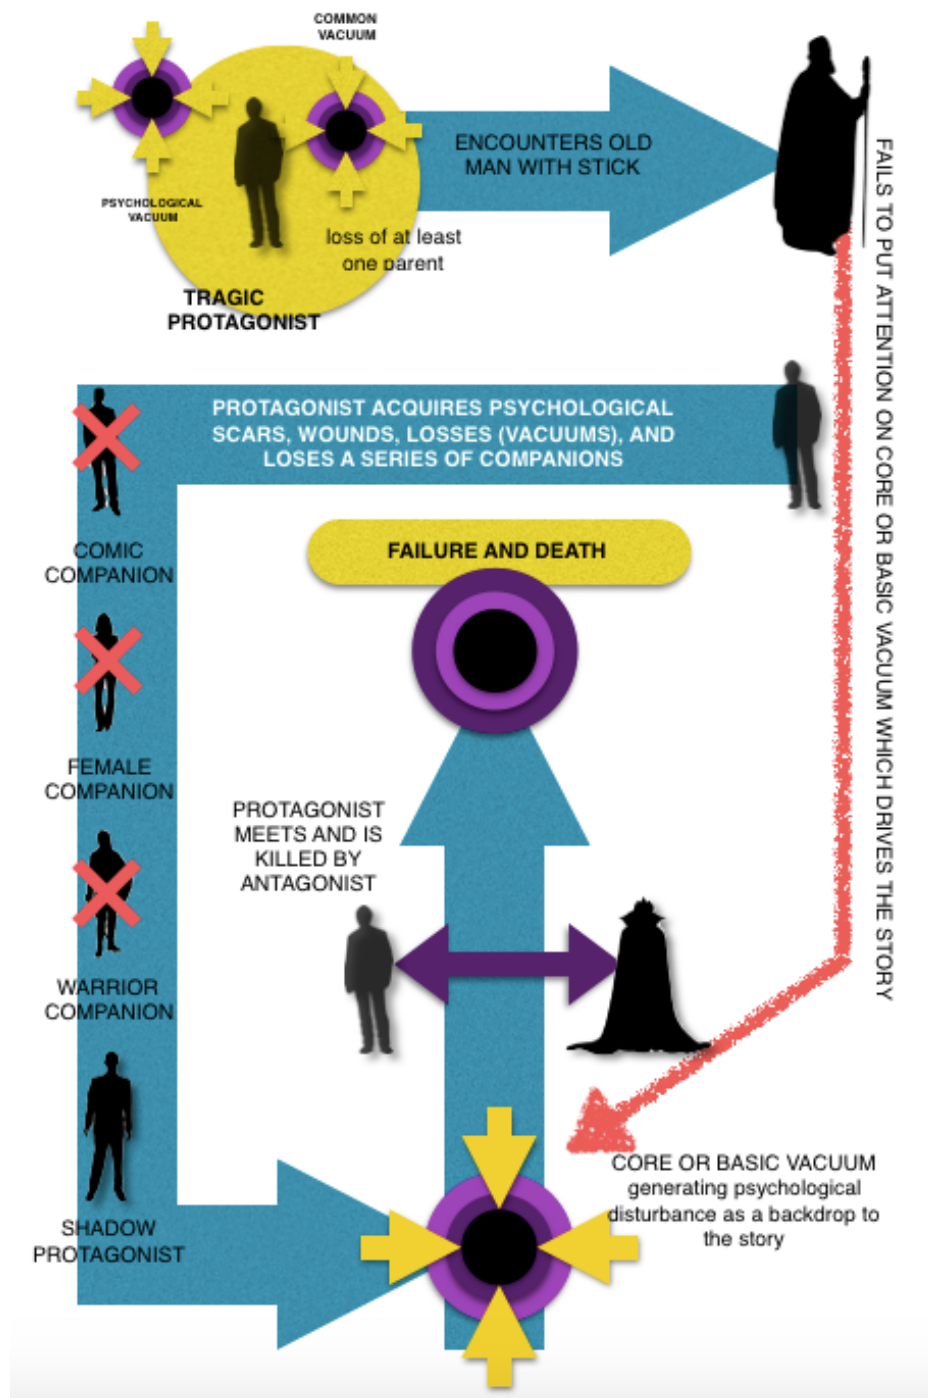 COMMON
VACUUM
PSYCHOLOGICAL
VACUUM
loss of at least
one parent
TRAGIC
PROTAGONIST
ENCOUNTERS OLD
MAN WITH STICK
FAILS TO PUT ATTENTION ON CORE OR BASIC VACUUM WHICH DRIVES THE STORY
PROTAGONIST ACQUIRES PSYCHOLOGICAL
SCARS, WOUNDS, LOSSES (VACUUMS), AND
LOSES A SERIES OF COMPANIONS
COMIC
COMPANION
FEMALE
COMPANION
WARRIOR
COMPANION
SHADOW
PROTAGONIST
FAILURE AND DEATH
PROTAGONIST
MEETS AND IS
KILLED BY
ANTAGONIST
CORE OR BASIC VACUUM
generating psychological
disturbance as a backdrop to
the story